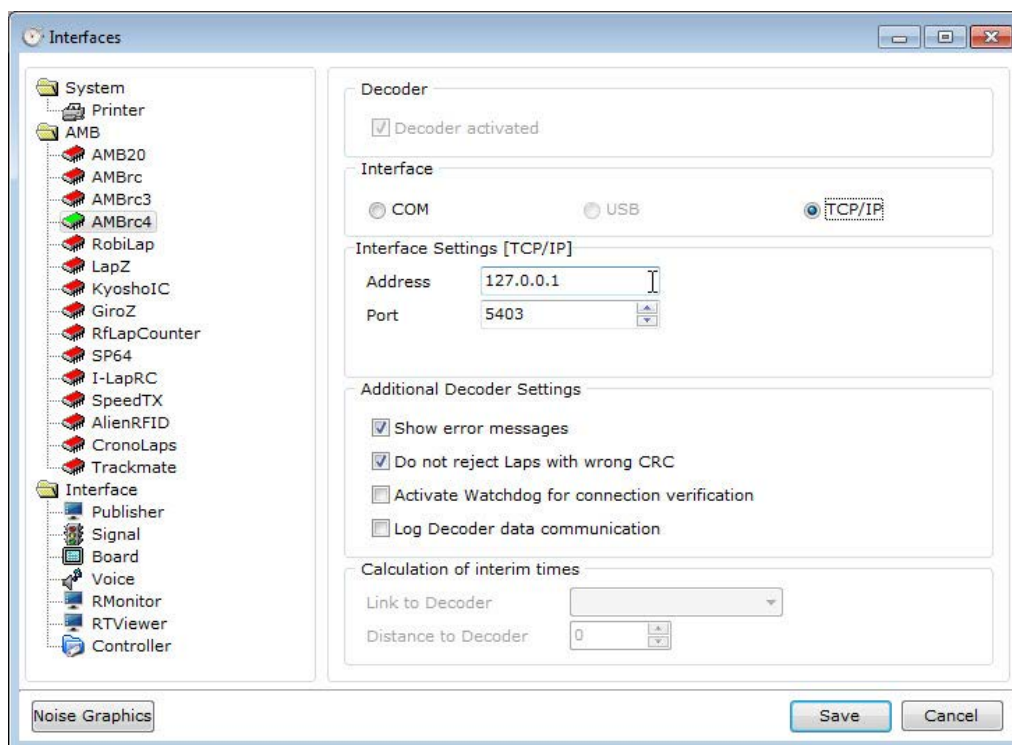 Interfaces
System
Printer
AMB
AMB20
AMBrc
AMBrc3
AMBrc4
RobiLap
LapZ
KyoshoIC
GiroZ
RfLapCounter
SP64
I-LapRC
SpeedTX
AlienRFID
CronoLaps
Trackmate
Interface
Publisher
Signal
Board
Voice
RMonitor
RTViewer
Controller
Decoder
Decoder activated
Interface
COM USB TCP/IP
Interface Settings [TCP/IP]
Address 127.0.0.1
Port 5403
Additional Decoder Settings
Show error messages
Do not reject Laps with wrong CRC
Activate Watchdog for connection verification
Log Decoder data communication
Calculation of interim times
Link to Decoder
Distance to Decoder 0
Noise Graphics Save Cancel